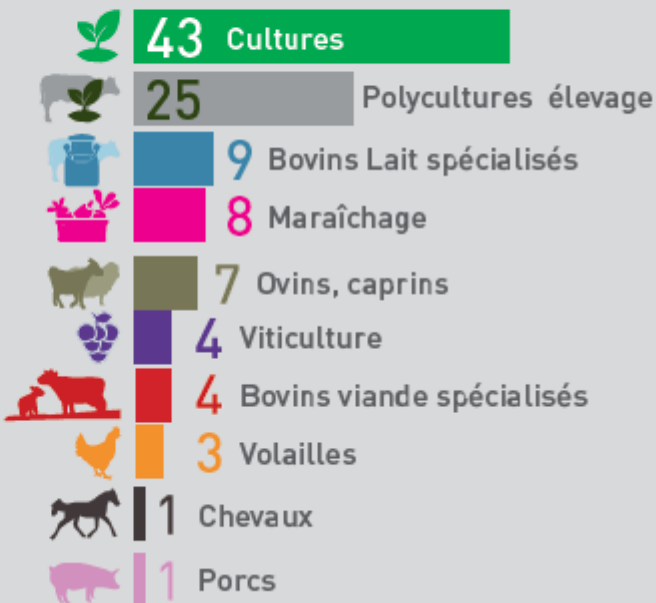 43 Cultures
25 Polycultures élevage
9 Bovins Lait spécialisés
8 Maraîchage
7 Ovins, caprins
4 Viticulture
4 Bovins viande spécialisés
3 Volailles
1 Chevaux
1 Porcs